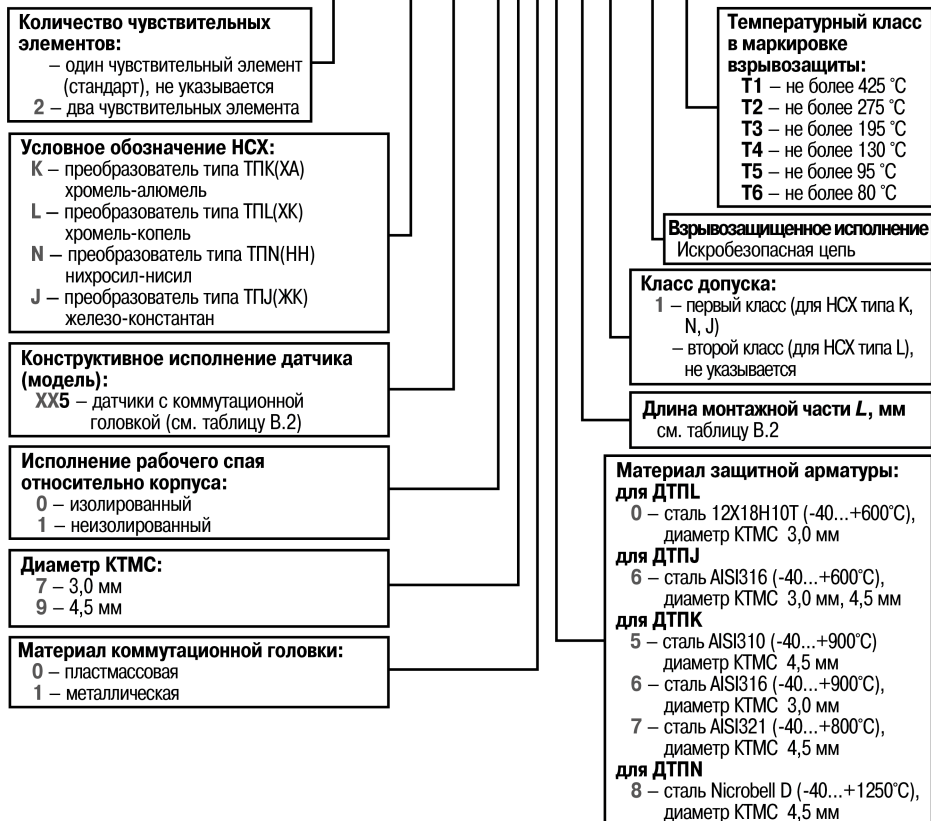 Количество чувствительных
элементов:
– один чувствительный элемент
(стандарт), не указывается
2 – два чувствительных элемента
Условное обозначение НСХ:
K – преобразователь типа ТПK(ХА)
хромель-алюмель
L – преобразователь типа ТПL(ХК)
хромель-копель
N – преобразователь типа ТПN(НН)
нихросил-нисил
J – преобразователь типа ТПJ(ЖК)
железо-константан
Конструктивное исполнение датчика
(модель):
XX5 – датчики с коммутационной
головкой (см. таблицу В.2)
Исполнение рабочего спая
относительно корпуса:
0 – изолированный
1 – неизолированный
Диаметр КТМС:
7 – 3,0 мм
9 – 4,5 мм
Материал коммутационной головки:
0 – пластмассовая
1 – металлическая
Температурный класс
в маркировке
взрывозащиты:
Т1 – не более 425 °С
Т2 – не более 275 °С
Т3 – не более 195 °С
Т4 – не более 130 °С
Т5 – не более 95 °С
Т6 – не более 80 °С
Взрывозащищенное исполнение
Искробезопасная цепь
Класс допуска:
1 – первый класс (для НСХ типа K,
N, J)
– второй класс (для НСХ типа L),
не указывается
Длина монтажной части L, мм
см. таблицу В.2
Материал защитной арматуры:
для ДТПL
0 – сталь 12Х18Н10Т (-40...+600°С),
диаметр КТМС 3,0 мм
для ДТПJ
6 – сталь AISI316 (-40...+600°С),
диаметр КТМС 3,0 мм, 4,5 мм
для ДТПK
5 – сталь AISI310 (-40...+900°С)
диаметр КТМС 4,5 мм
6 – сталь AISI316 (-40...+900°С),
диаметр КТМС 3,0 мм
7 – сталь AISI321 (-40...+800°С),
диаметр КТМС 4,5 мм
для ДТПN
8 – сталь Nicrobell D (-40...+1250°С),
диаметр КТМС 4,5 мм